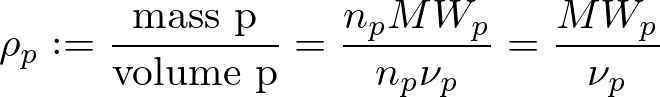 ρ_p := mass p / volume p = n_p MW_p / n_p ν_p = MW_p / ν_p